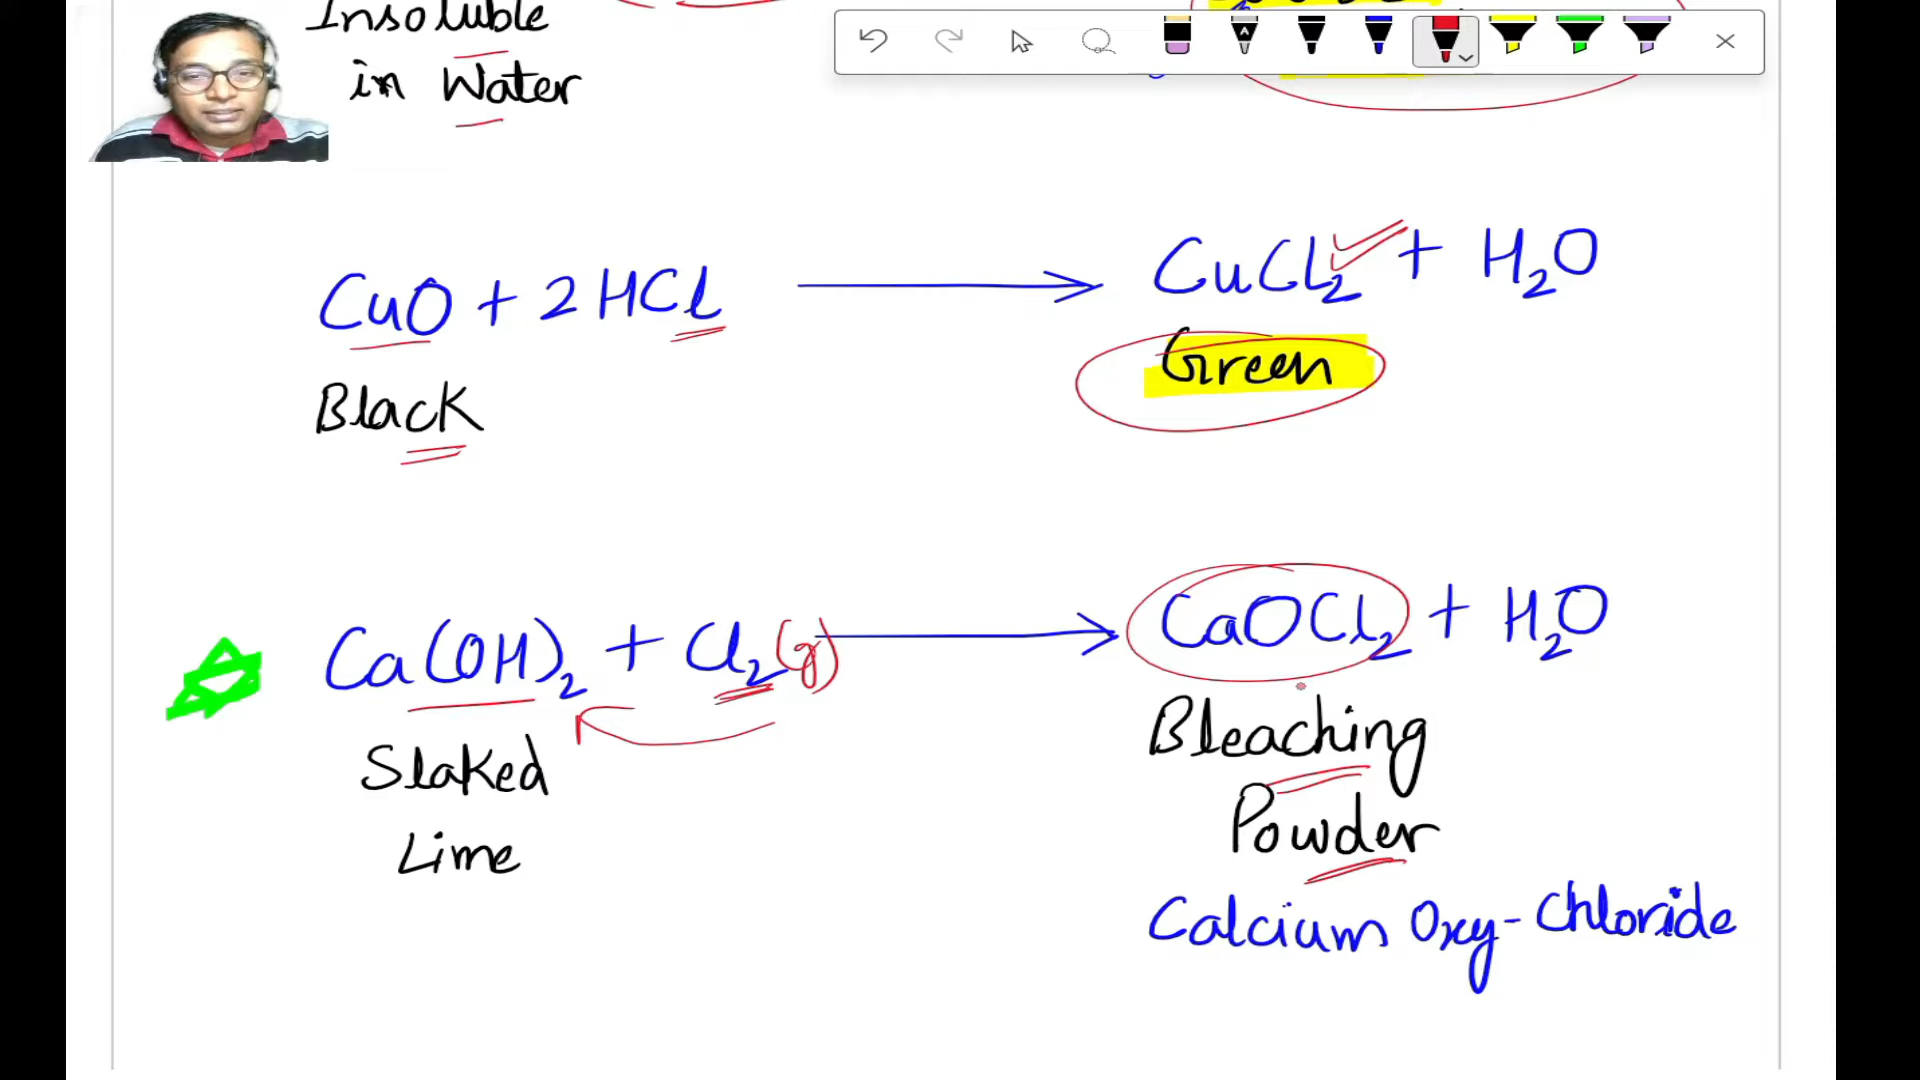 Insoluble
in Water
CuO + 2HCl → CuCl₂ + H₂O
Black
Green
Ca(OH)₂ + Cl₂(g) → CaOCl₂ + H₂O
Slaked
Lime
Bleaching
Powder
Calcium Oxy-Chloride